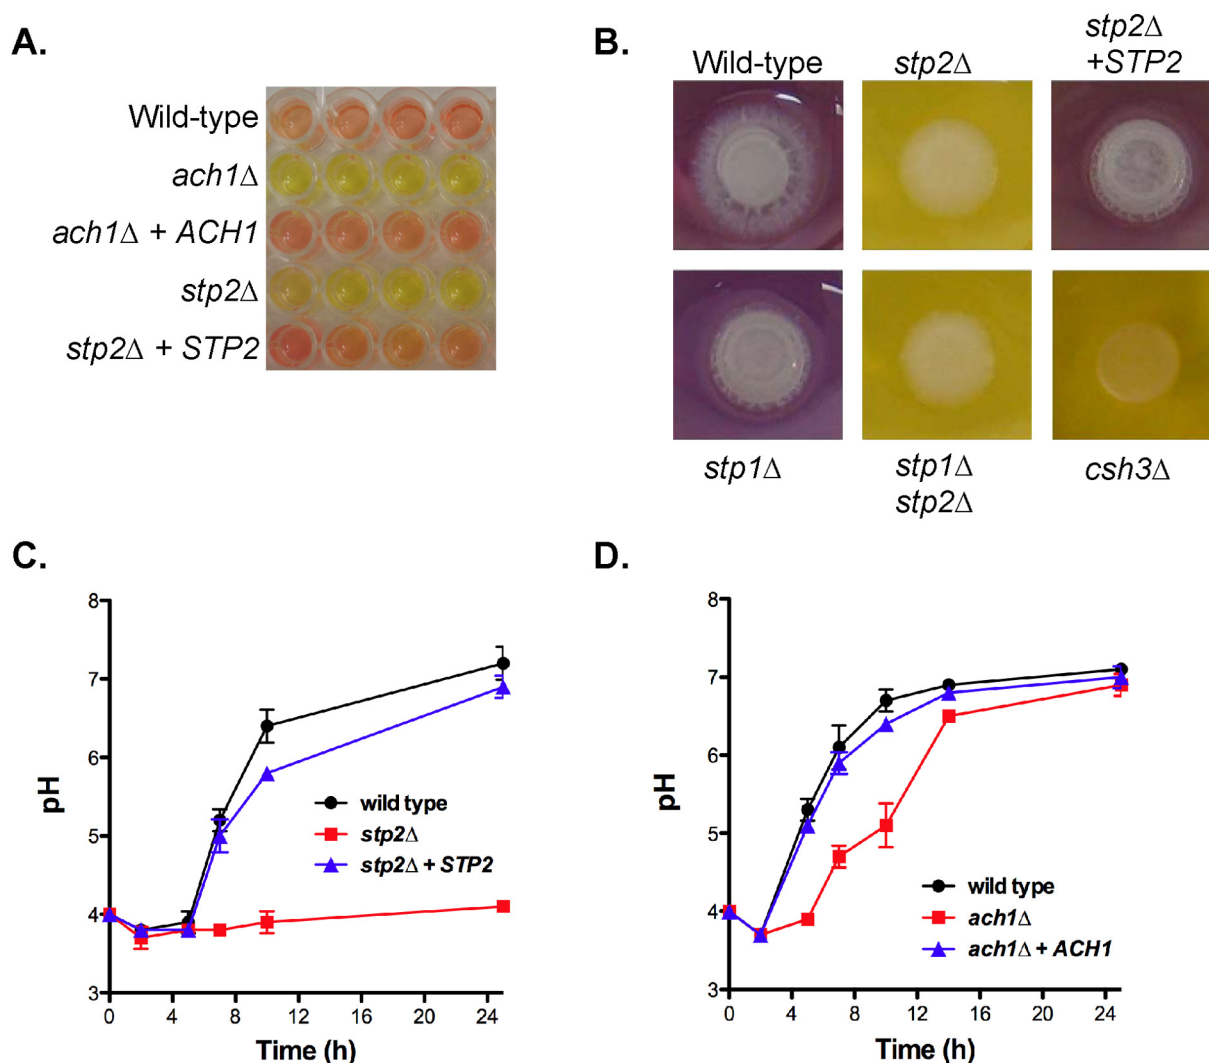 A.
Wild-type
ach1Δ
ach1Δ + ACH1
stp2Δ
stp2Δ + STP2
B.
Wild-type
stp2Δ
stp2Δ
+STP2
stp1Δ
stp1Δ
stp2Δ
csh3Δ
C.
8
7
6
5
4
3
pH
wild type
stp2Δ
stp2Δ + STP2
0 4 8 12 16 20 24
Time (h)
D.
8
7
6
5
4
3
pH
wild type
ach1Δ
ach1Δ + ACH1
0 4 8 12 16 20 24
Time (h)